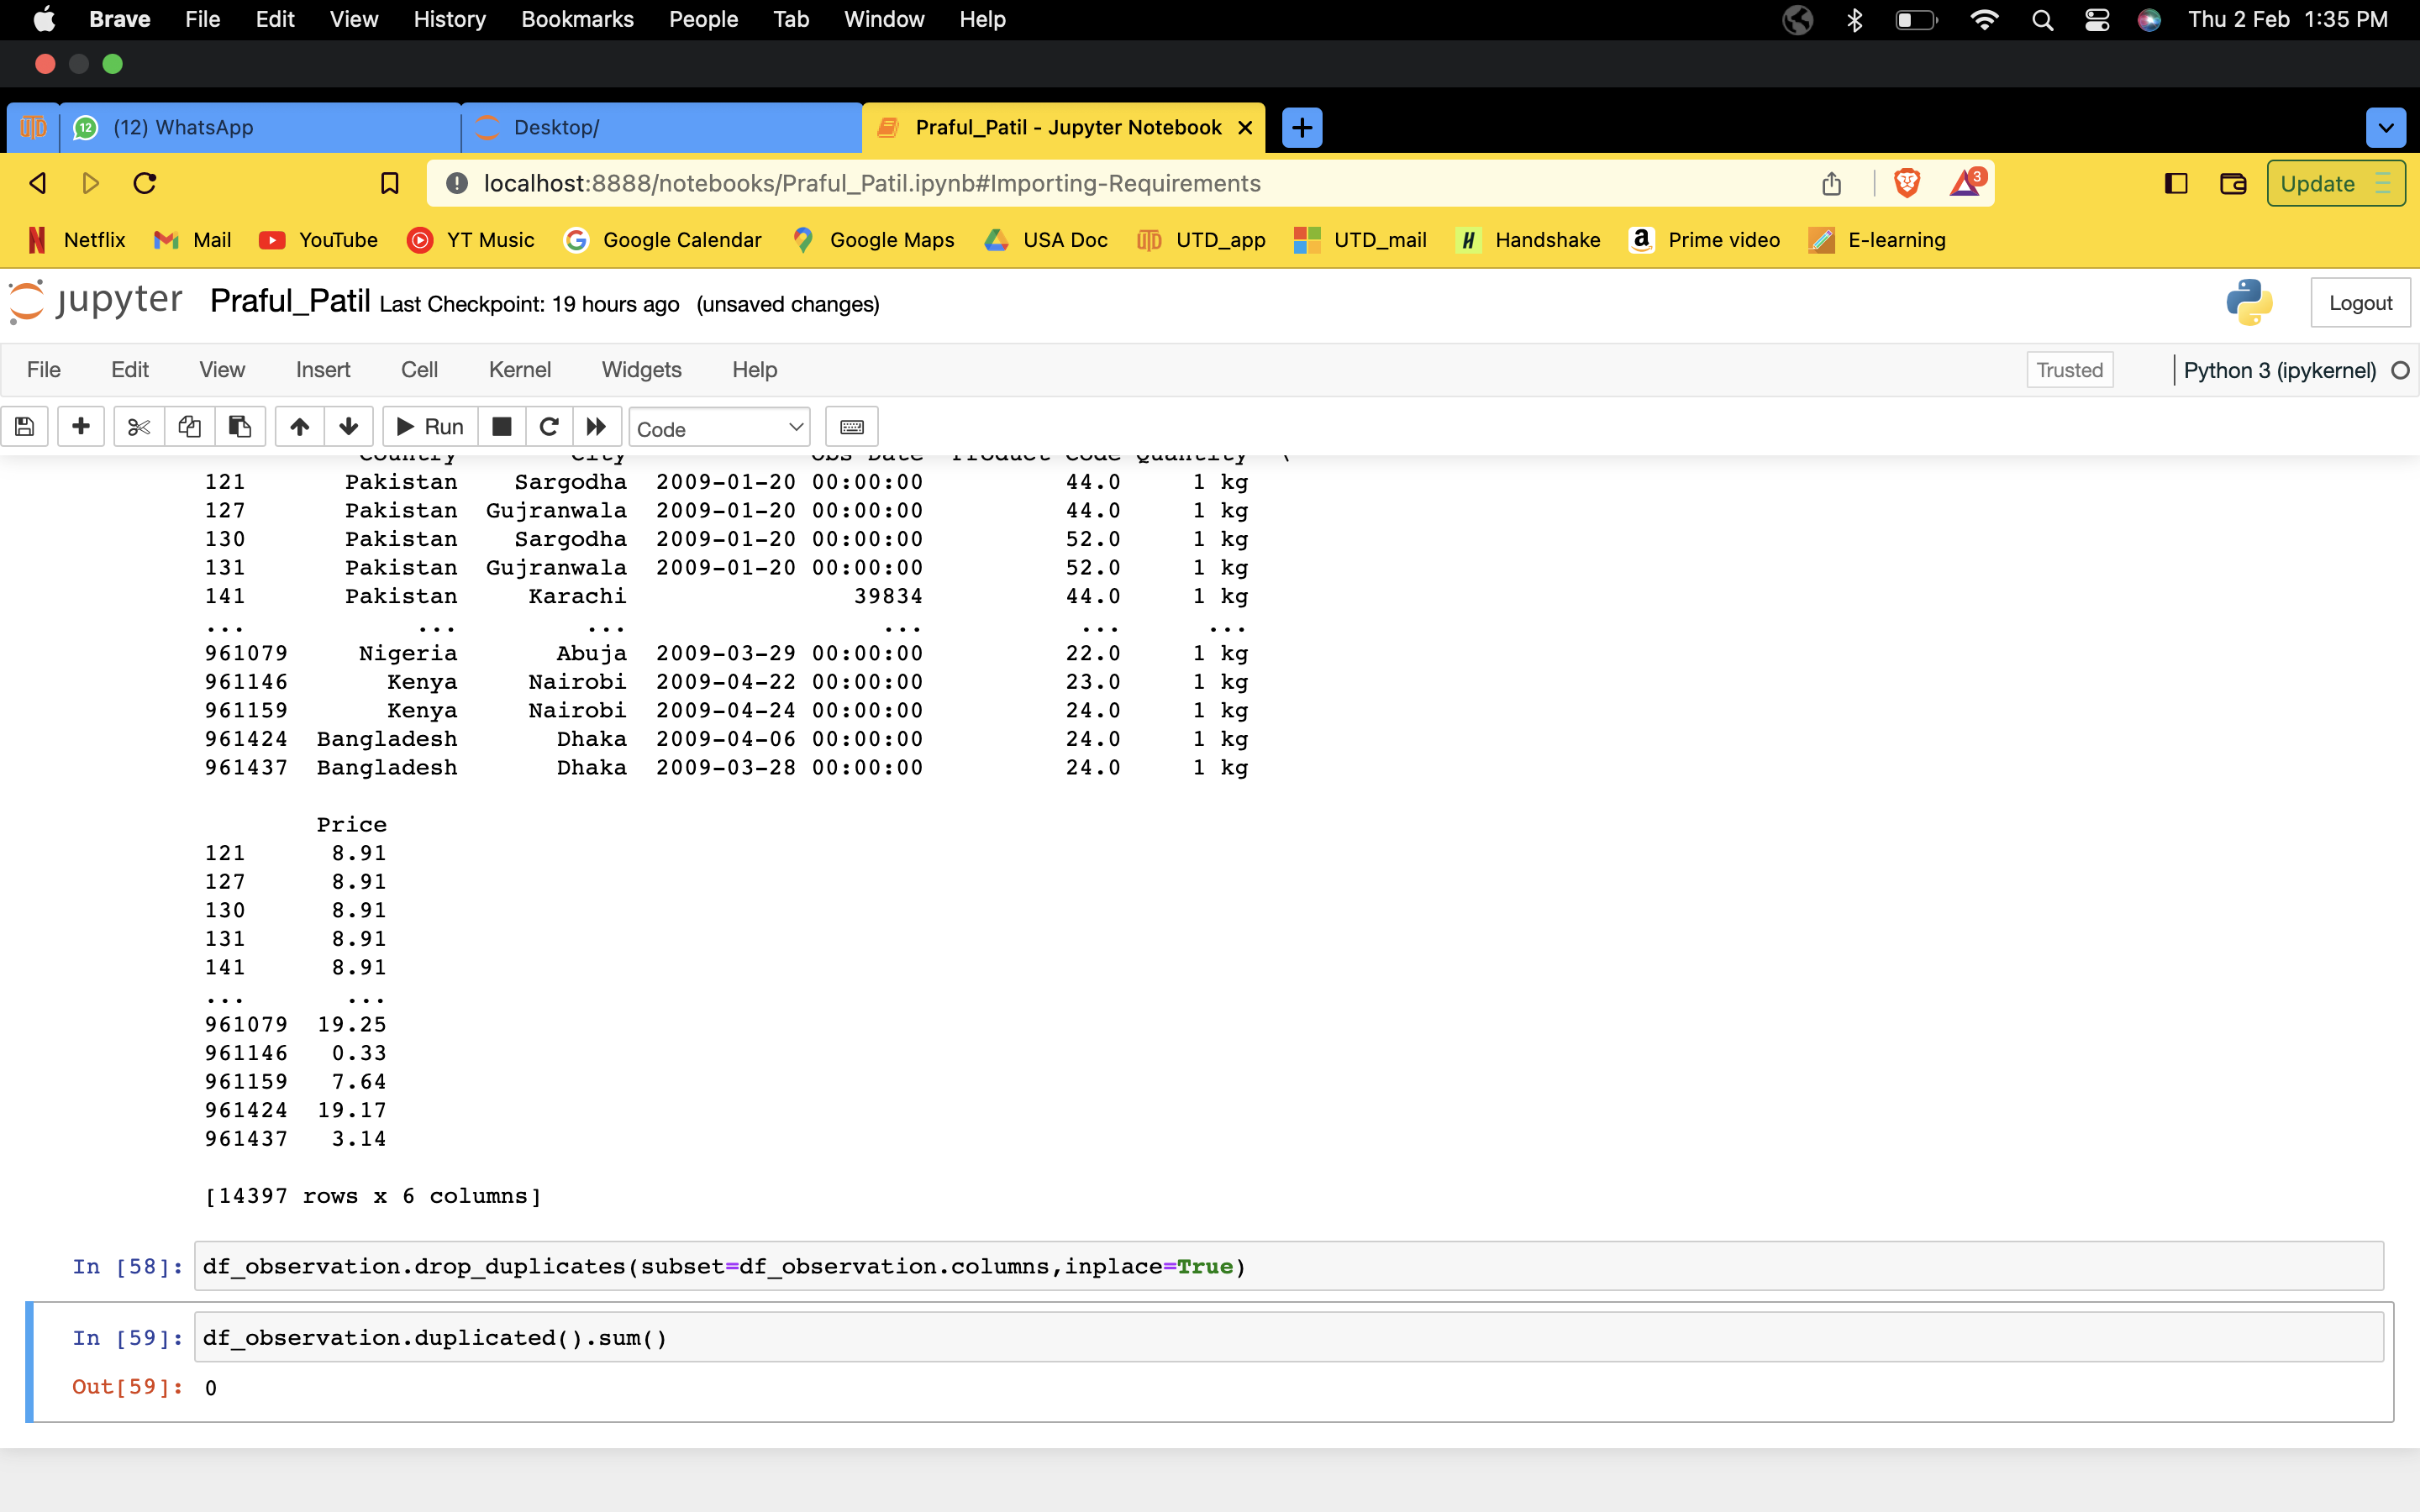 Brave File Edit View History Bookmarks People Tab Window Help Thu 2 Feb 1:35 PM
UTD 12 (12) WhatsApp Desktop/ Praful_Patil - Jupyter Notebook
localhost:8888/notebooks/Praful_Patil.ipynb#Importing-Requirements 3 Update
Netflix Mail YouTube YT Music Google Calendar Google Maps USA Doc UTD_app UTD_mail Handshake Prime video E-learning
jupyter Praful_Patil Last Checkpoint: 19 hours ago (unsaved changes) Logout
File Edit View Insert Cell Kernel Widgets Help Trusted Python 3 (ipykernel)
Run Code
Country City Obs Date Product Code Quantity \
121 Pakistan Sargodha 2009-01-20 00:00:00 44.0 1 kg
127 Pakistan Gujranwala 2009-01-20 00:00:00 44.0 1 kg
130 Pakistan Sargodha 2009-01-20 00:00:00 52.0 1 kg
131 Pakistan Gujranwala 2009-01-20 00:00:00 52.0 1 kg
141 Pakistan Karachi 39834 44.0 1 kg
... ... ... ... ... ...
961079 Nigeria Abuja 2009-03-29 00:00:00 22.0 1 kg
961146 Kenya Nairobi 2009-04-22 00:00:00 23.0 1 kg
961159 Kenya Nairobi 2009-04-24 00:00:00 24.0 1 kg
961424 Bangladesh Dhaka 2009-04-06 00:00:00 24.0 1 kg
961437 Bangladesh Dhaka 2009-03-28 00:00:00 24.0 1 kg
Price
121 8.91
127 8.91
130 8.91
131 8.91
141 8.91
... ...
961079 19.25
961146 0.33
961159 7.64
961424 19.17
961437 3.14
[14397 rows x 6 columns]
In [58]: df_observation.drop_duplicates(subset=df_observation.columns,inplace=True)
In [59]: df_observation.duplicated().sum()
Out[59]: 0